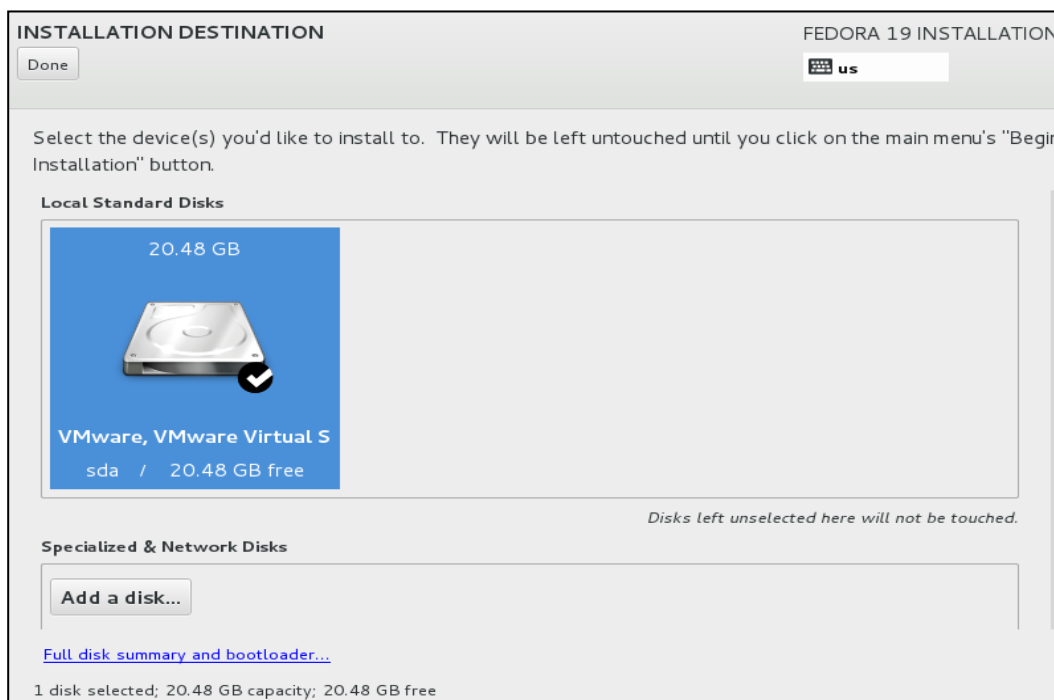 INSTALLATION DESTINATION
FEDORA 19 INSTALLATION
Done
us
Select the device(s) you'd like to install to. They will be left untouched until you click on the main menu's "Begin
Installation" button.
Local Standard Disks
20.48 GB
VMware, VMware Virtual S
sda / 20.48 GB free
Disks left unselected here will not be touched.
Specialized & Network Disks
Add a disk...
Full disk summary and bootloader...
1 disk selected; 20.48 GB capacity; 20.48 GB free